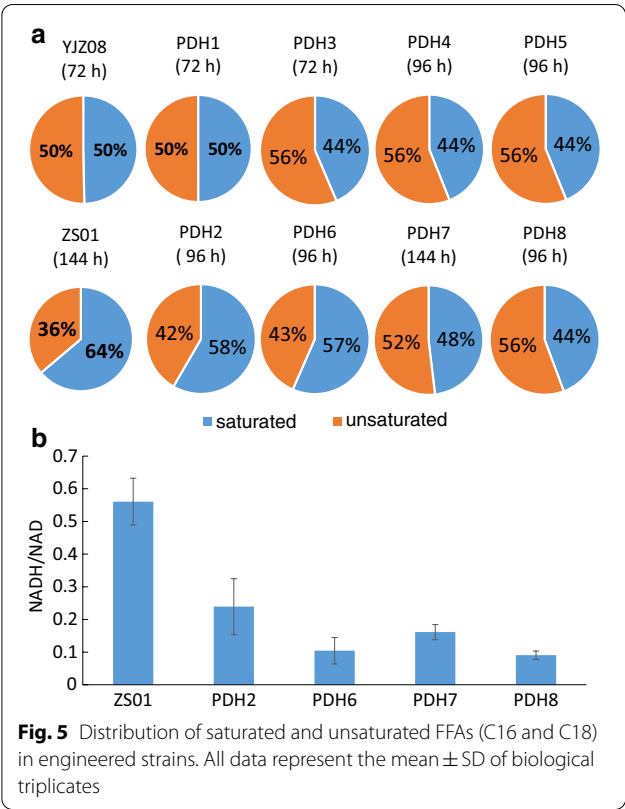 a
YJZ08 PDH1 PDH3 PDH4 PDH5
(72 h) (72 h) (72 h) (96 h) (96 h)
50% 50% 50% 50% 56% 44% 56% 44% 56% 44%
ZS01 PDH2 PDH6 PDH7 PDH8
(144 h) ( 96 h) (96 h) (144 h) (96 h)
36% 64% 42% 58% 43% 57% 52% 48% 56% 44%
saturated unsaturated
b
NADH/NAD
0.7
0.6
0.5
0.4
0.3
0.2
0.1
0
ZS01 PDH2 PDH6 PDH7 PDH8
Fig. 5 Distribution of saturated and unsaturated FFAs (C16 and C18)
in engineered strains. All data represent the mean ± SD of biological
triplicates